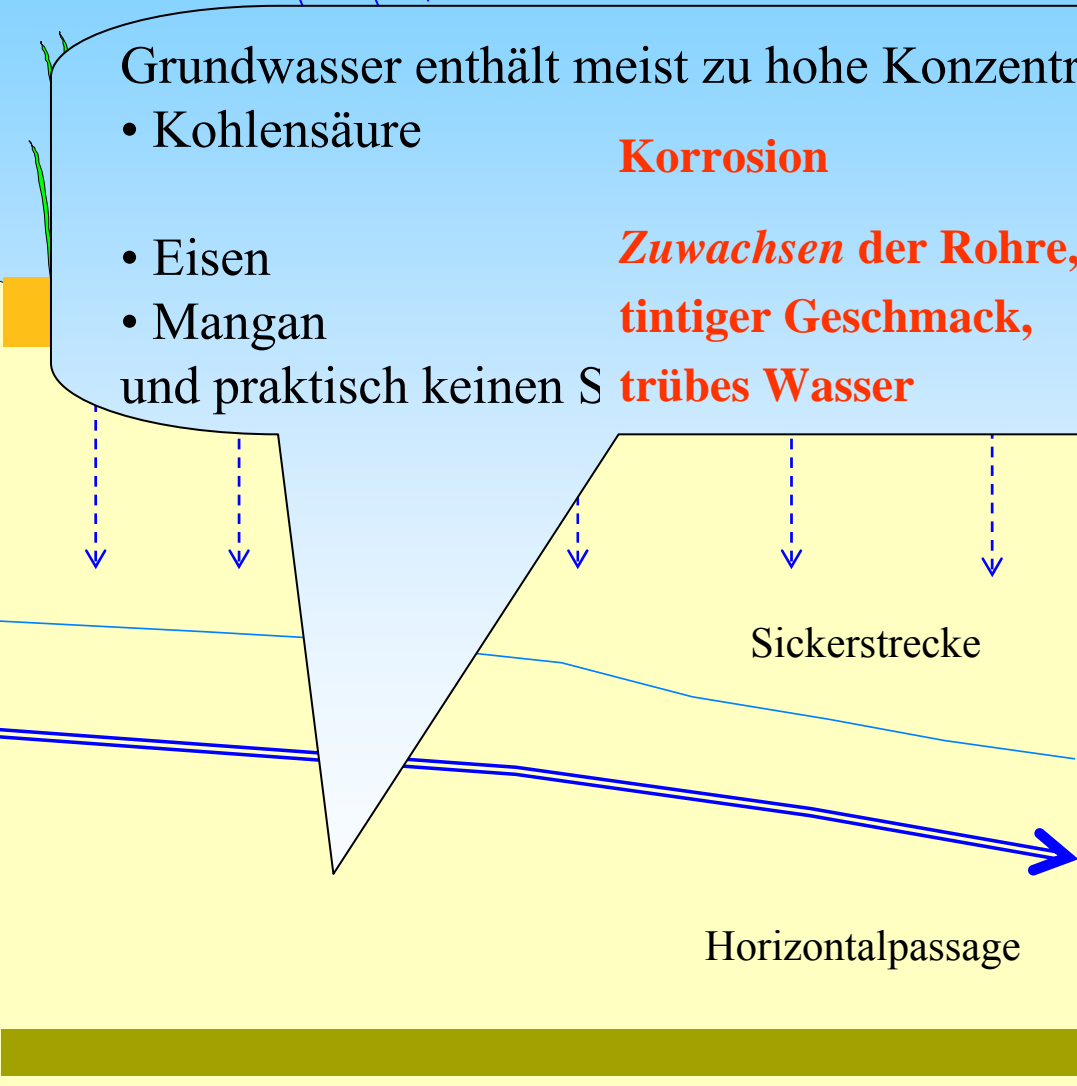 Grundwasser enthält meist zu hohe
• Kohlensäure
Korrosion
• Eisen
Zuwachsen der Rohre,
• Mangan
tintiger Geschmack,
und praktisch keinen
trübes Wasser
Sickerstrecke
Horizontalpassage